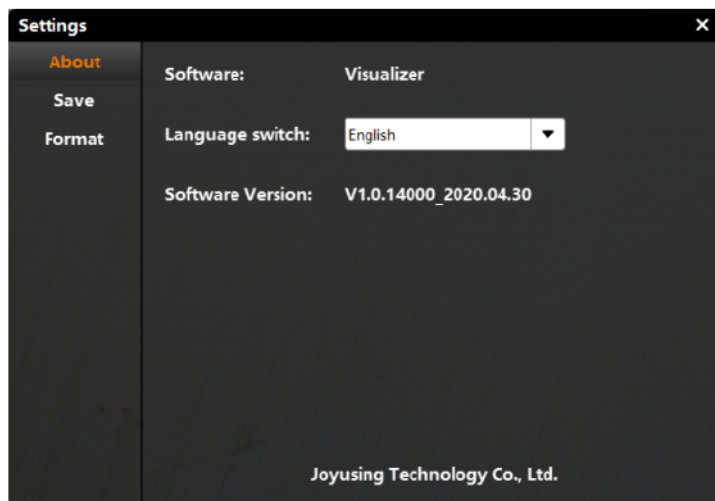 Settings
About
Save
Format
Software: Visualizer
Language switch: English
Software Version: V1.0.14000_2020.04.30
Joyusing Technology Co., Ltd.